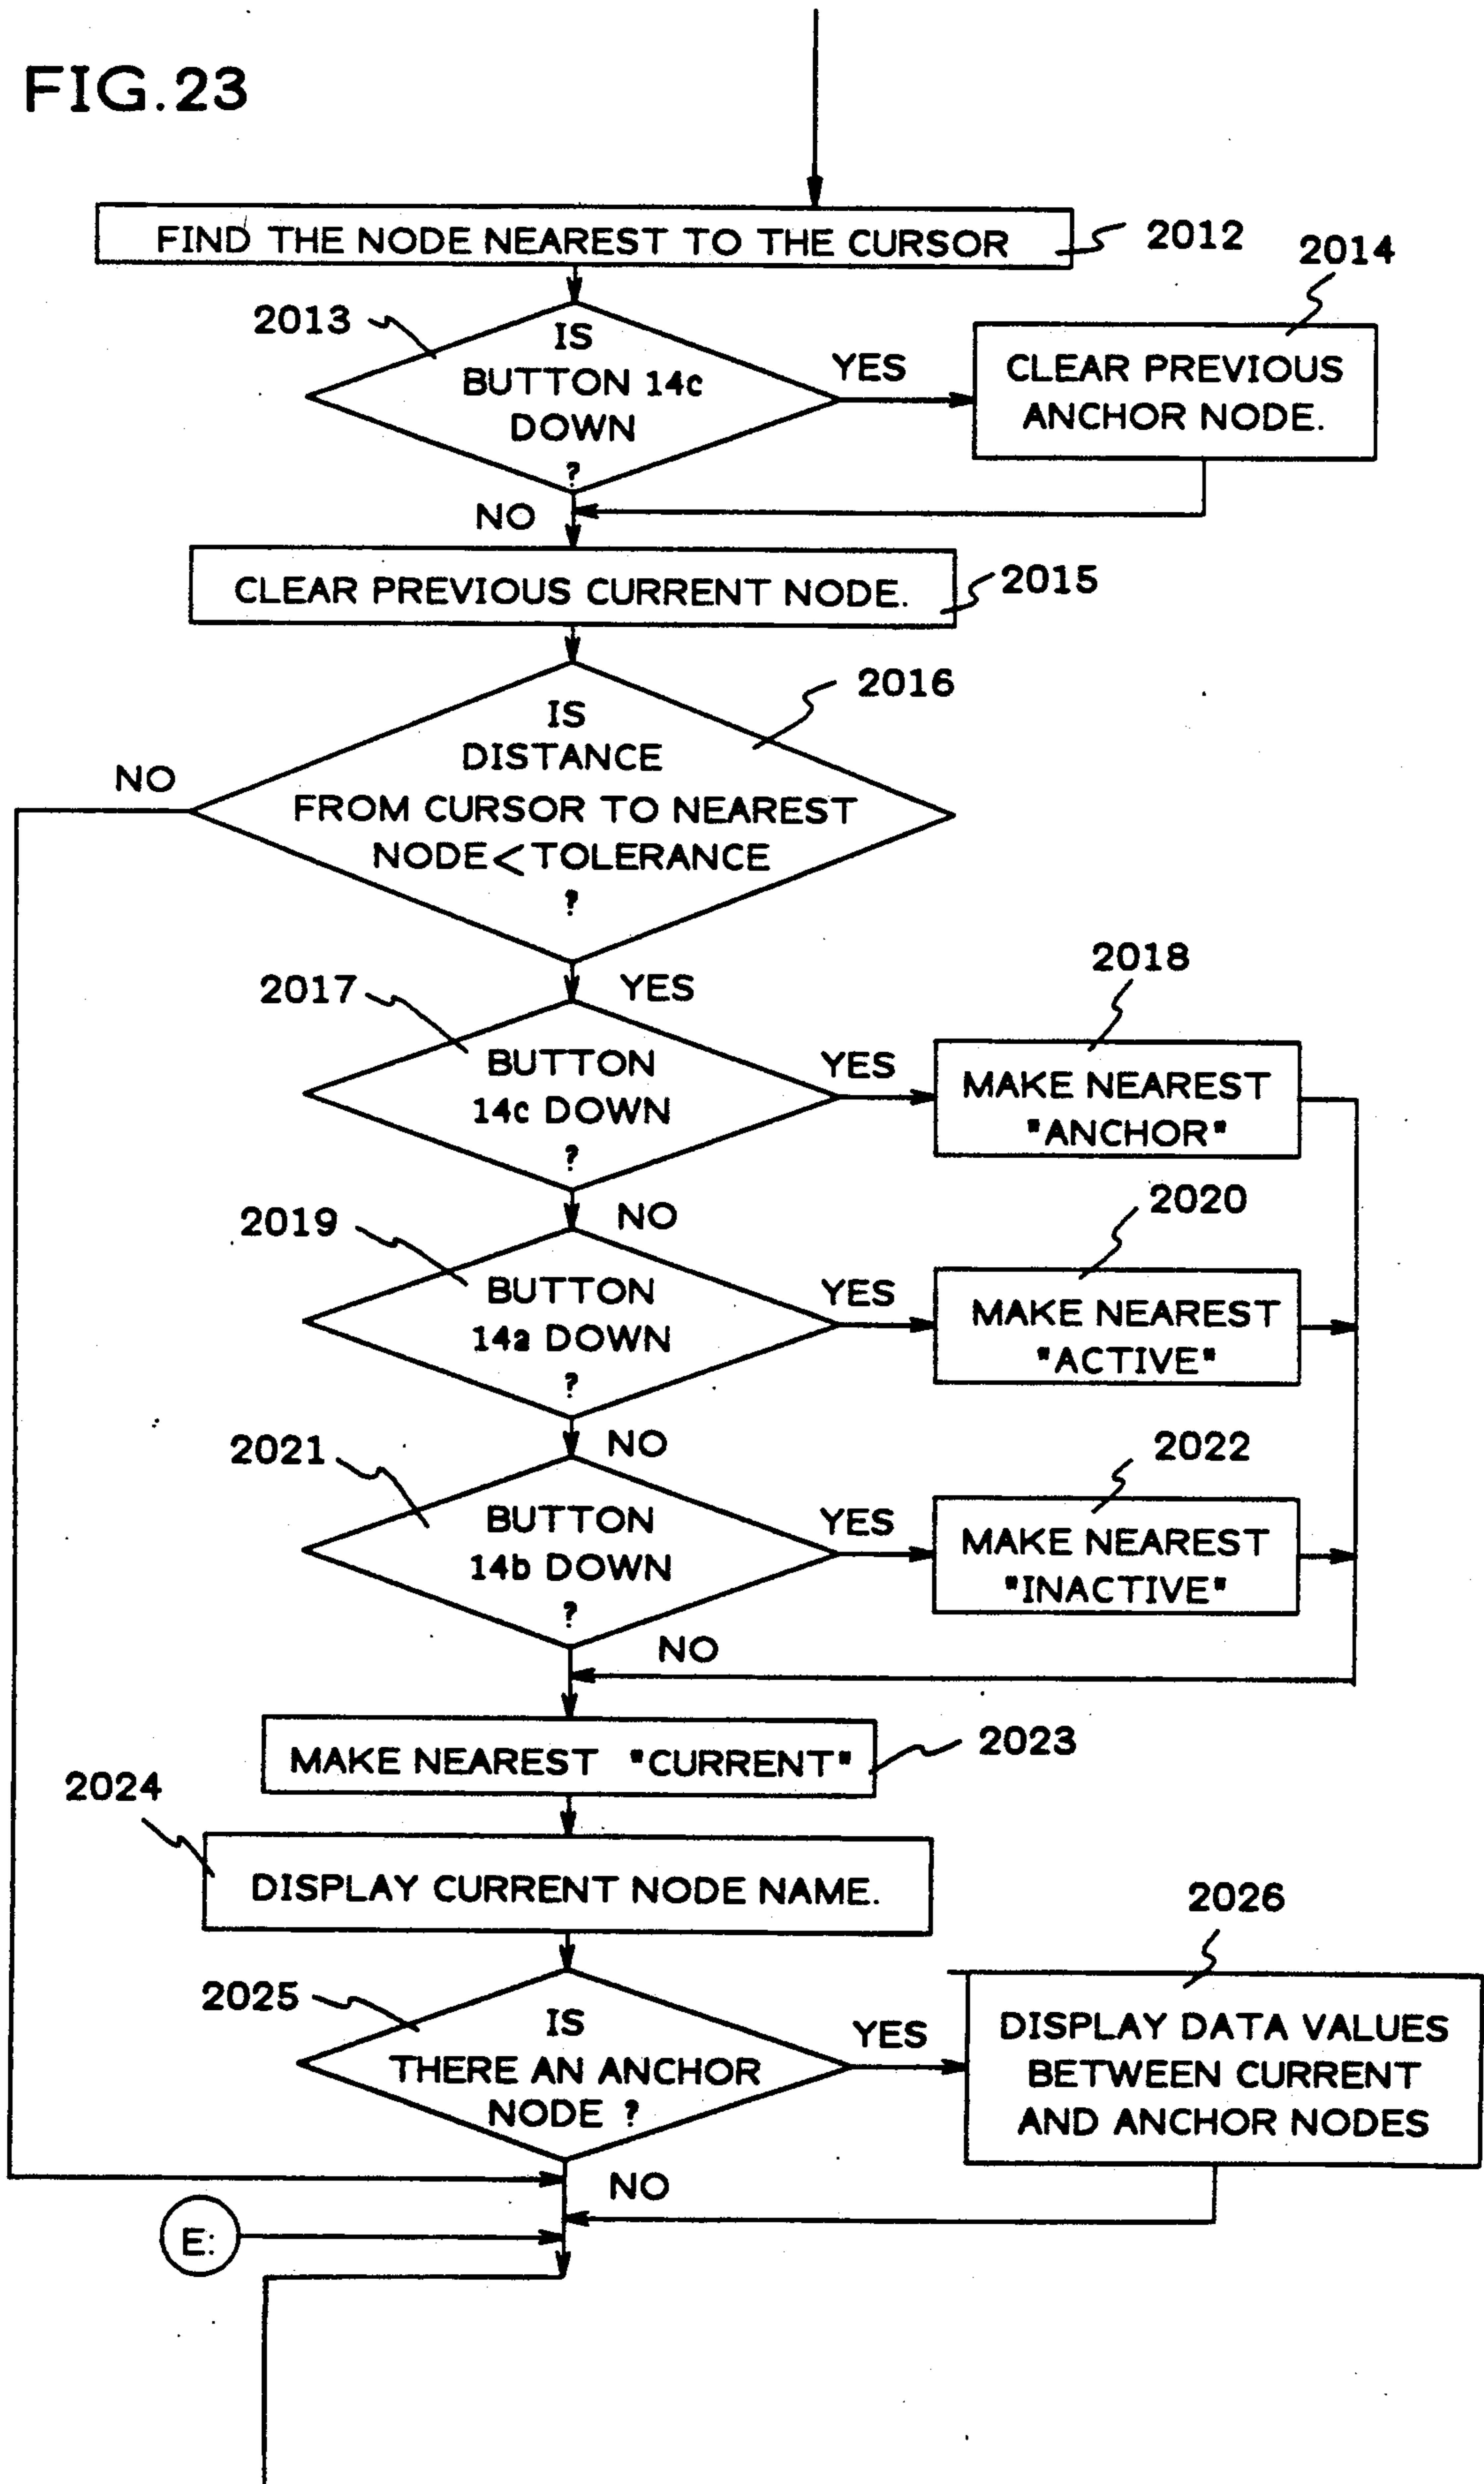 FIG.23
FIND THE NODE NEAREST TO THE CURSOR
2012
2013
IS
BUTTON 14c
DOWN
?
YES
2014
CLEAR PREVIOUS
ANCHOR NODE.
NO
CLEAR PREVIOUS CURRENT NODE.
2015
2016
IS
DISTANCE
FROM CURSOR TO NEAREST
NODE<TOLERANCE
?
NO
YES
2017
BUTTON
14c DOWN
?
YES
2018
MAKE NEAREST
"ANCHOR"
NO
2019
BUTTON
14a DOWN
?
YES
2020
MAKE NEAREST
"ACTIVE"
NO
2021
BUTTON
14b DOWN
?
YES
2022
MAKE NEAREST
"INACTIVE"
NO
MAKE NEAREST "CURRENT"
2023
2024
DISPLAY CURRENT NODE NAME.
2025
IS
THERE AN ANCHOR
NODE ?
YES
2026
DISPLAY DATA VALUES
BETWEEN CURRENT
AND ANCHOR NODES
NO
E: